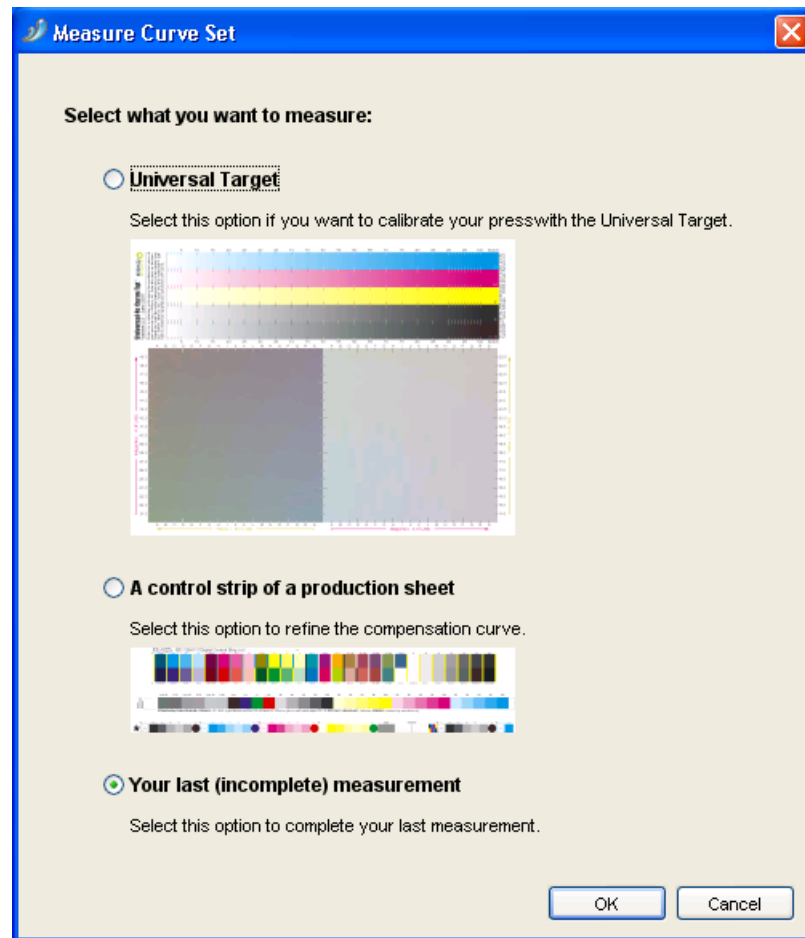 Measure Curve Set
Select what you want to measure:
Universal Target
Select this option if you want to calibrate your presswith the Universal Target.
A control strip of a production sheet
Select this option to refine the compensation curve.
Your last (incomplete) measurement
Select this option to complete your last measurement.
OK
Cancel